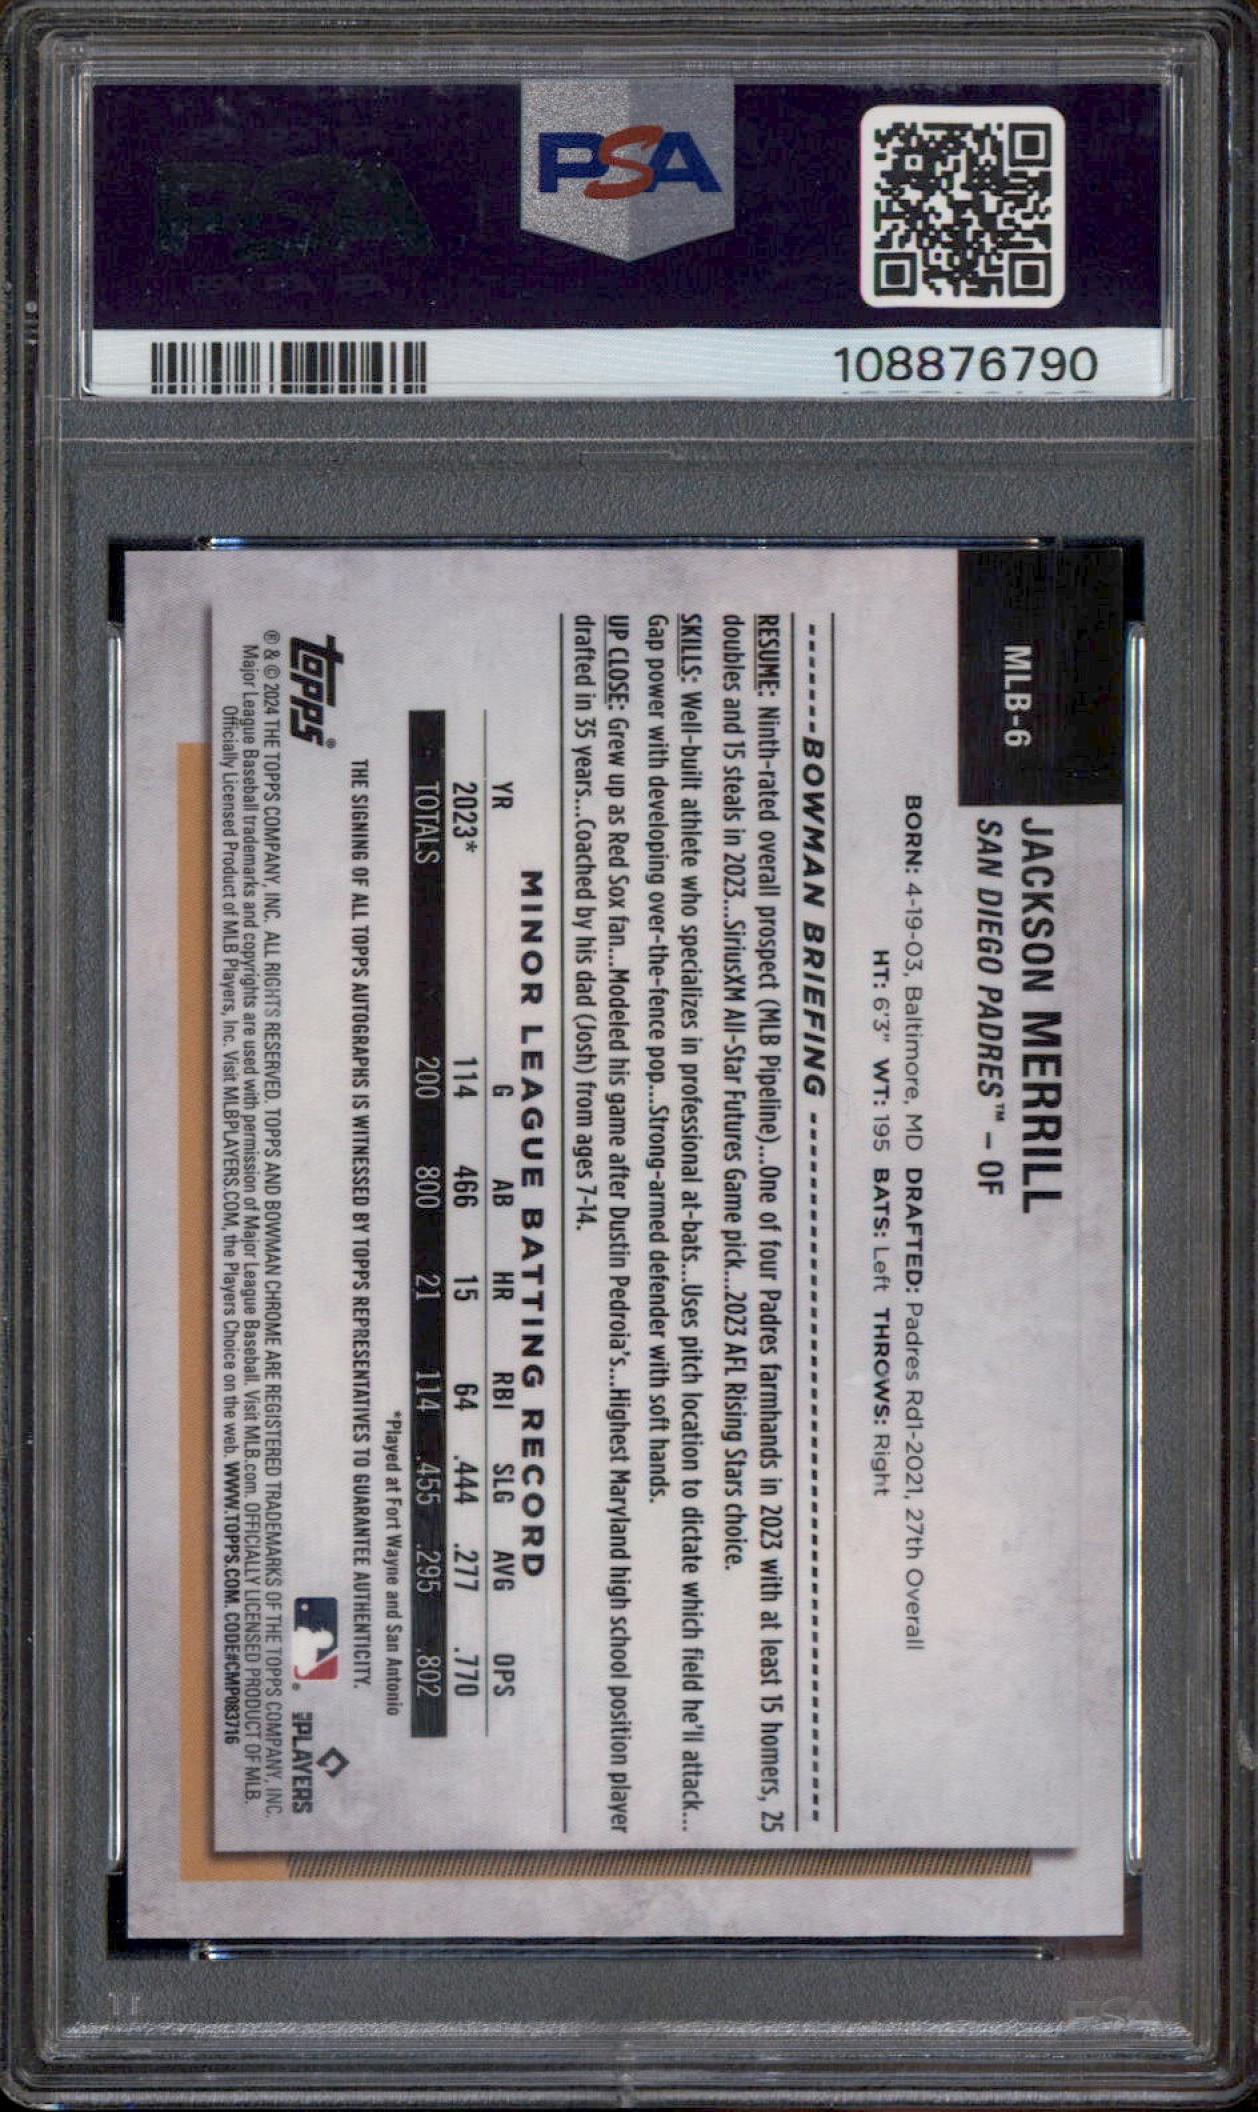 PSA
108876790
MLB-6
JACKSON MERRILL
SAN DIEGO PADRES™ – OF
BORN: 4-19-03, Baltimore, MD DRAFTED: Padres Rd1-2021, 27th Overall
HT: 6'3" WT: 195 BATS: Left THROWS: Right
BOWMAN BRIEFING
RESUME: Ninth-rated overall prospect (MLB Pipeline)...One of four Padres farmhands in 2023 with at least 15 homers, 25
doubles and 15 steals in 2023...SiriusXM All-Star Futures Game pick...2023 AFL Rising Stars choice.
SKILLS: Well-built athlete who specializes in professional at-bats...Uses pitch location to dictate which field he'll attack...
Gap power with developing over-the-fence pop...Strong-armed defender with soft hands.
UP CLOSE: Grew up as Red Sox fan...Modeled his game after Dustin Pedroia's...Highest Maryland high school position player
drafted in 35 years...Coached by his dad (Josh) from ages 7-14.
MINOR LEAGUE BATTING RECORD
YR G AB HR RBI SLG AVG OPS
2023* 114 466 15 64 .444 .277 .770
TOTALS 200 800 21 114 .455 .295 .802
*Played at Fort Wayne and San Antonio
THE SIGNING OF ALL TOPPS AUTOGRAPHS IS WITNESSED BY TOPPS REPRESENTATIVES TO GUARANTEE AUTHENTICITY.
topps®
MLB PLAYERS
® & © 2024 THE TOPPS COMPANY, INC. ALL RIGHTS RESERVED. TOPPS AND BOWMAN CHROME ARE REGISTERED TRADEMARKS OF THE TOPPS COMPANY, INC.
Major League Baseball trademarks and copyrights are used with permission of Major League Baseball. Visit MLB.com. OFFICIALLY LICENSED PRODUCT OF MLB.
Officially Licensed Product of MLB Players, Inc. Visit MLBPLAYERS.COM, the Players Choice on the web. WWW.TOPPS.COM. CODE#CMP083716
PSA